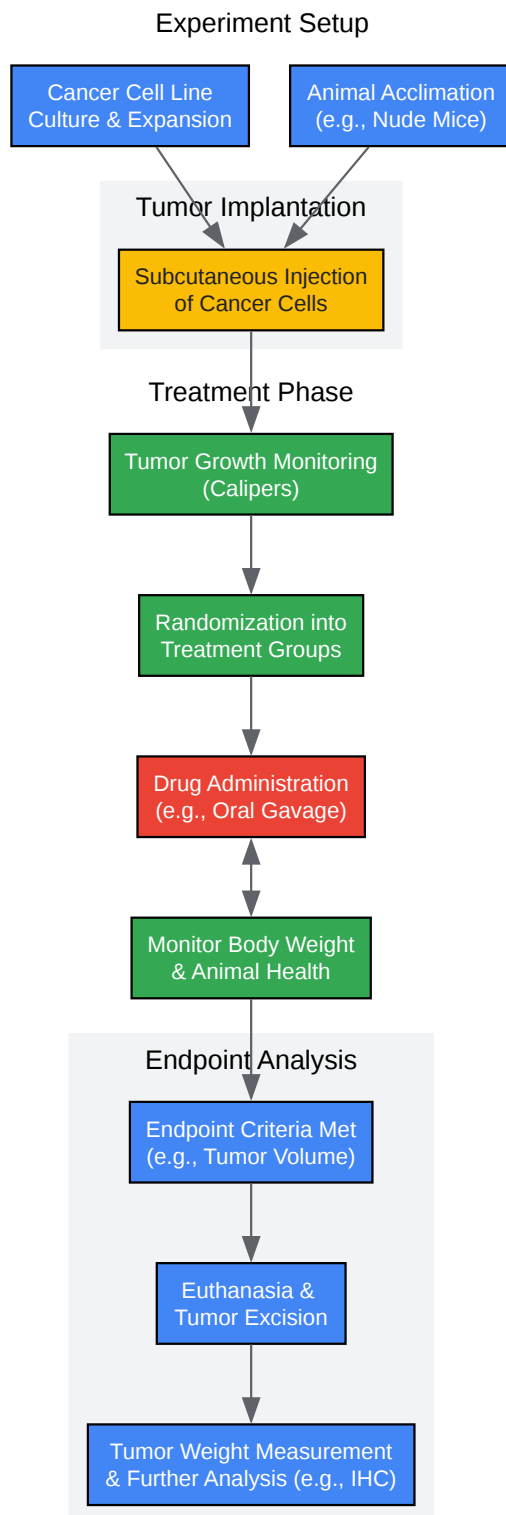 Experiment Setup
Cancer Cell Line
Culture & Expansion
Animal Acclimation
(e.g., Nude Mice)
Tumor Implantation
Subcutaneous Injection
of Cancer Cells
Treatment Phase
Tumor Growth Monitoring
(Calipers)
Randomization into
Treatment Groups
Drug Administration
(e.g., Oral Gavage)
Monitor Body Weight
& Animal Health
Endpoint Analysis
Endpoint Criteria Met
(e.g., Tumor Volume)
Euthanasia &
Tumor Excision
Tumor Weight Measurement
& Further Analysis (e.g., IHC)